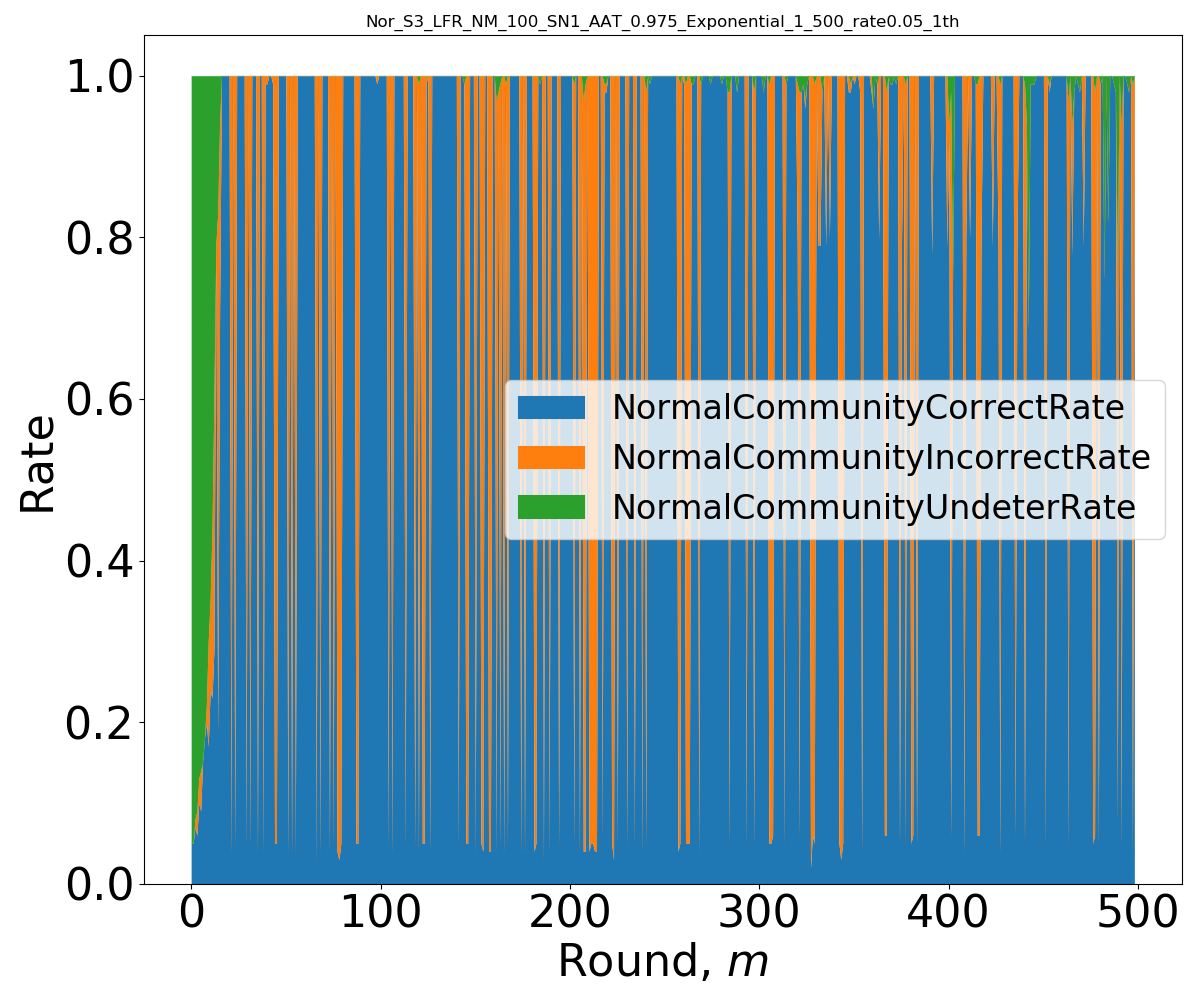 Nor_S3_LFR_NM_100_SN1_AAT_0.975_Exponential_1_500_rate0.05_1th
1.0
0.8
0.6
0.4
0.2
0.0
Rate
NormalCommunityCorrectRate
NormalCommunityIncorrectRate
NormalCommunityUndeterRate
0 100 200 300 400 500
Round, m